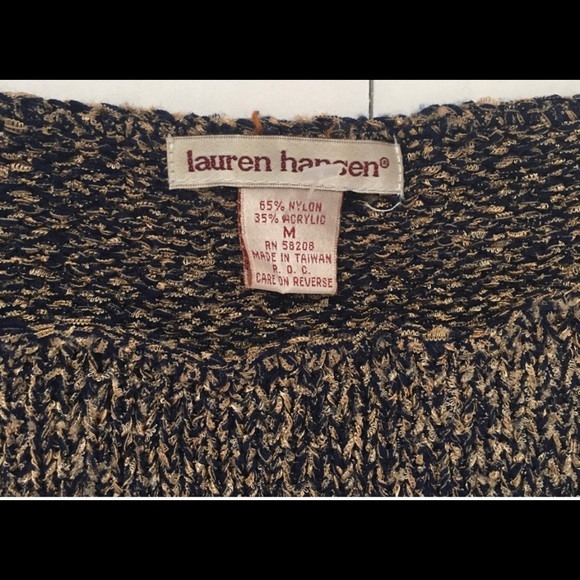 lauren hansen®
65% NYLON
35% ACRYLIC
M
RN 58208
MADE IN TAIWAN
R. O. C.
CARE ON REVERSE